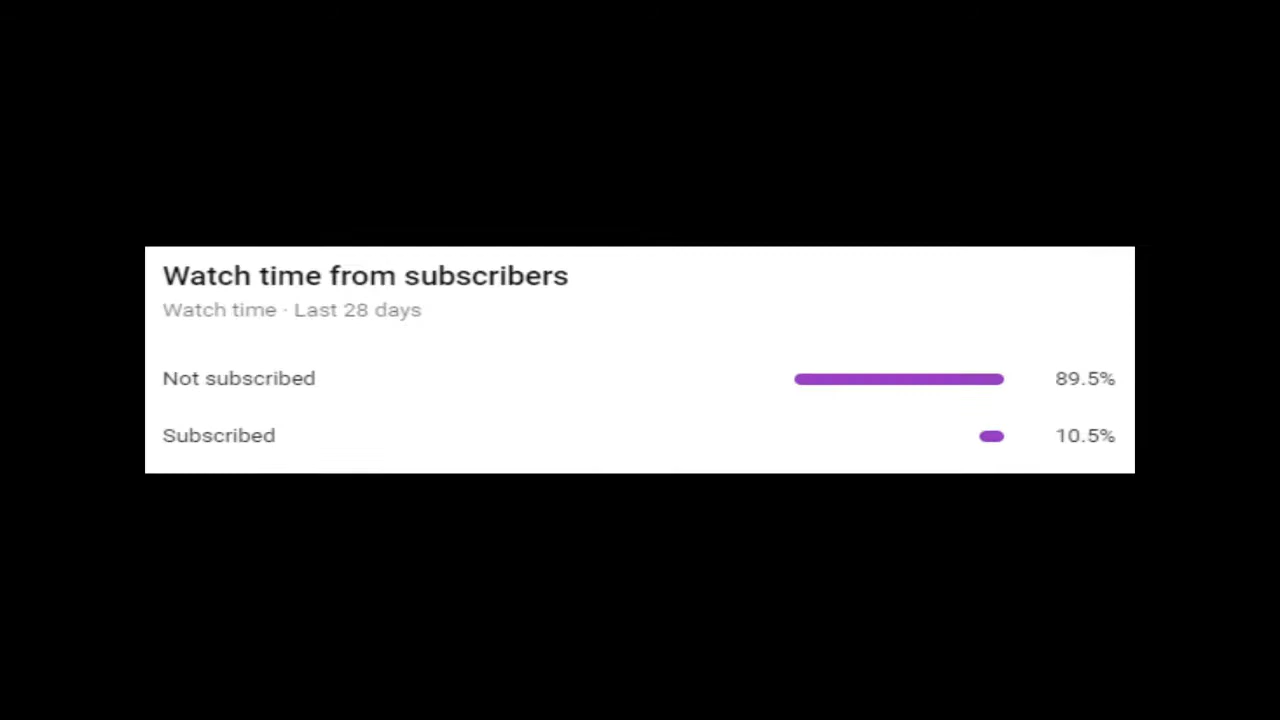 Watch time from subscribers
Watch time · Last 28 days
Not subscribed 89.5%
Subscribed 10.5%